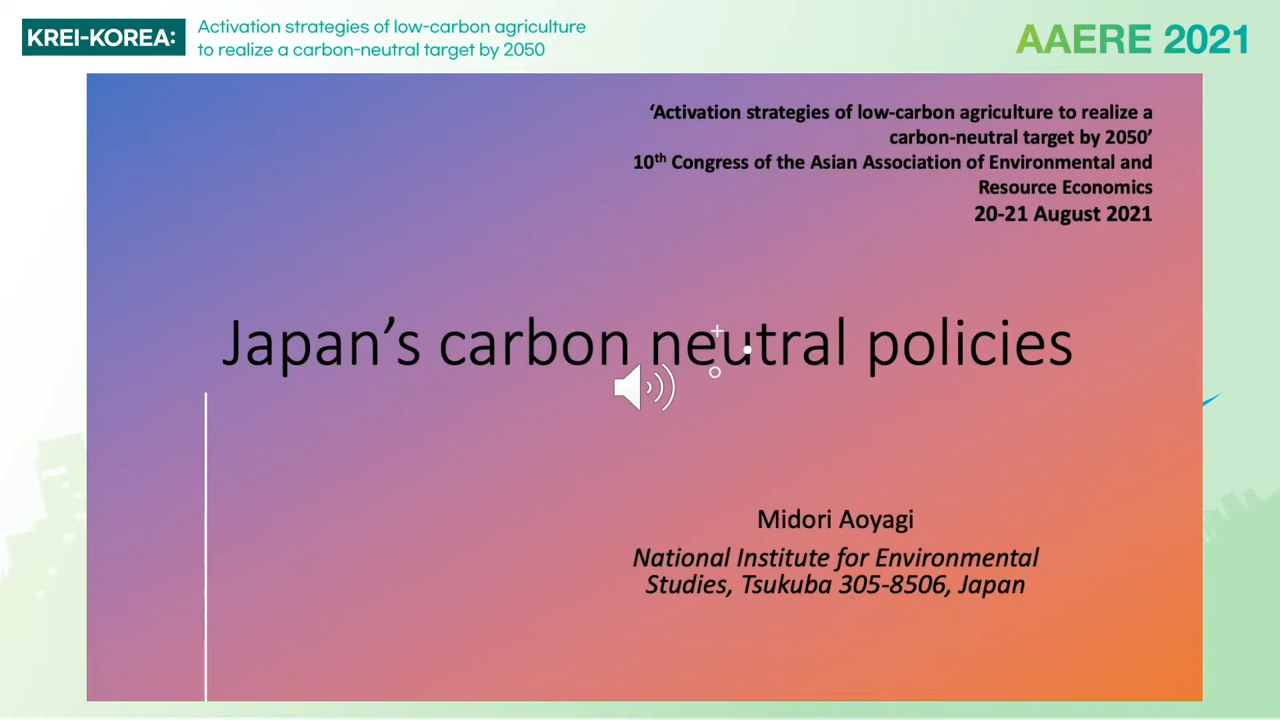 KREI-KOREA:
Activation strategies of low-carbon agriculture
to realize a carbon-neutral target by 2050
AAERE 2021
‘Activation strategies of low-carbon agriculture to realize a
carbon-neutral target by 2050’
10th Congress of the Asian Association of Environmental and
Resource Economics
20-21 August 2021
Japan’s carbon neutral policies
Midori Aoyagi
National Institute for Environmental
Studies, Tsukuba 305-8506, Japan